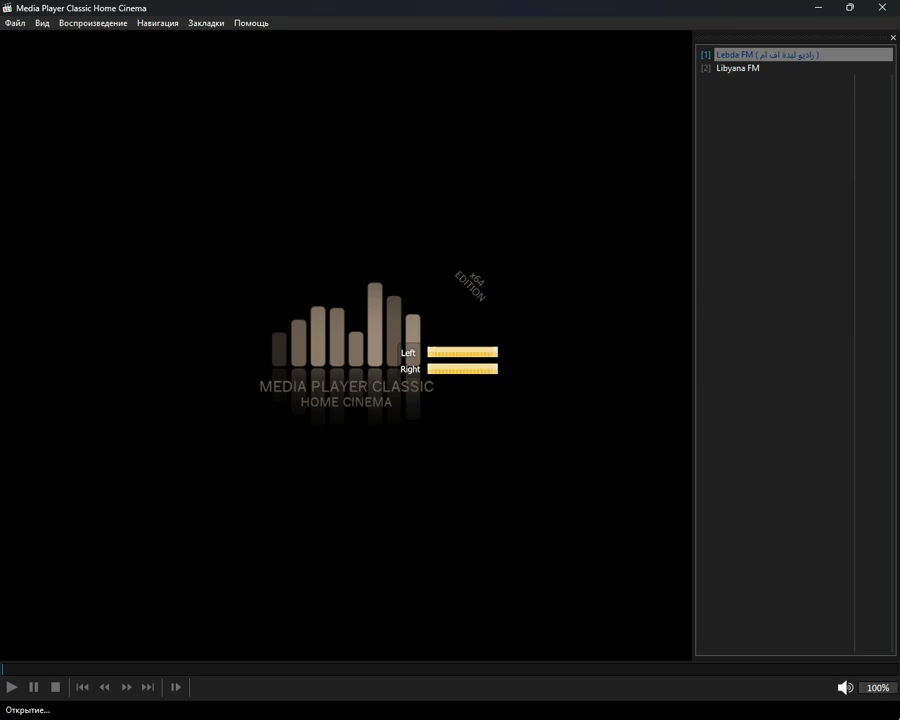 Media Player Classic Home Cinema
Файл Вид Воспроизведение Навигация Закладки Помощь
[1] Lebda FM ( راديو لبدة اف ام )
[2] Libyana FM
x64
EDITION
Left
Right
MEDIA PLAYER CLASSIC
HOME CINEMA
100%
Открытие...